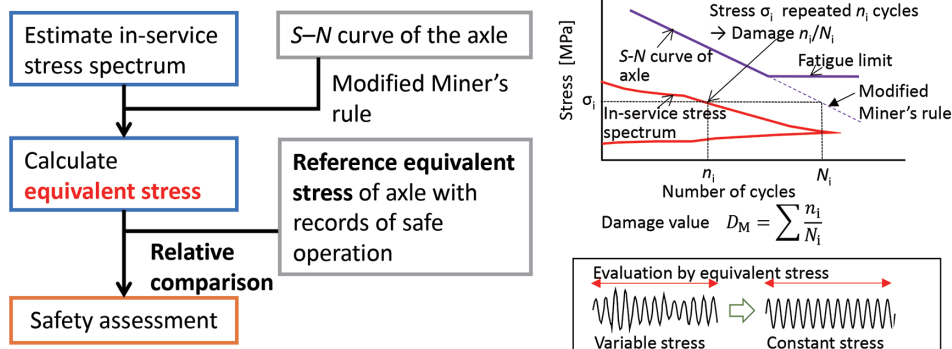 Estimate in-service
stress spectrum
S–N curve of the axle
Modified Miner's
rule
Calculate
equivalent stress
Reference equivalent
stress of axle with
records of safe
operation
Relative
comparison
Safety assessment
Stress [MPa]
Stress σi repeated ni cycles
→ Damage ni/Ni
S-N curve of
axle
Fatigue limit
σi
In-service stress
spectrum
Modified
Miner's rule
ni
Ni
Number of cycles
Damage value DM = ∑ ni/Ni
Evaluation by equivalent stress
Variable stress
Constant stress